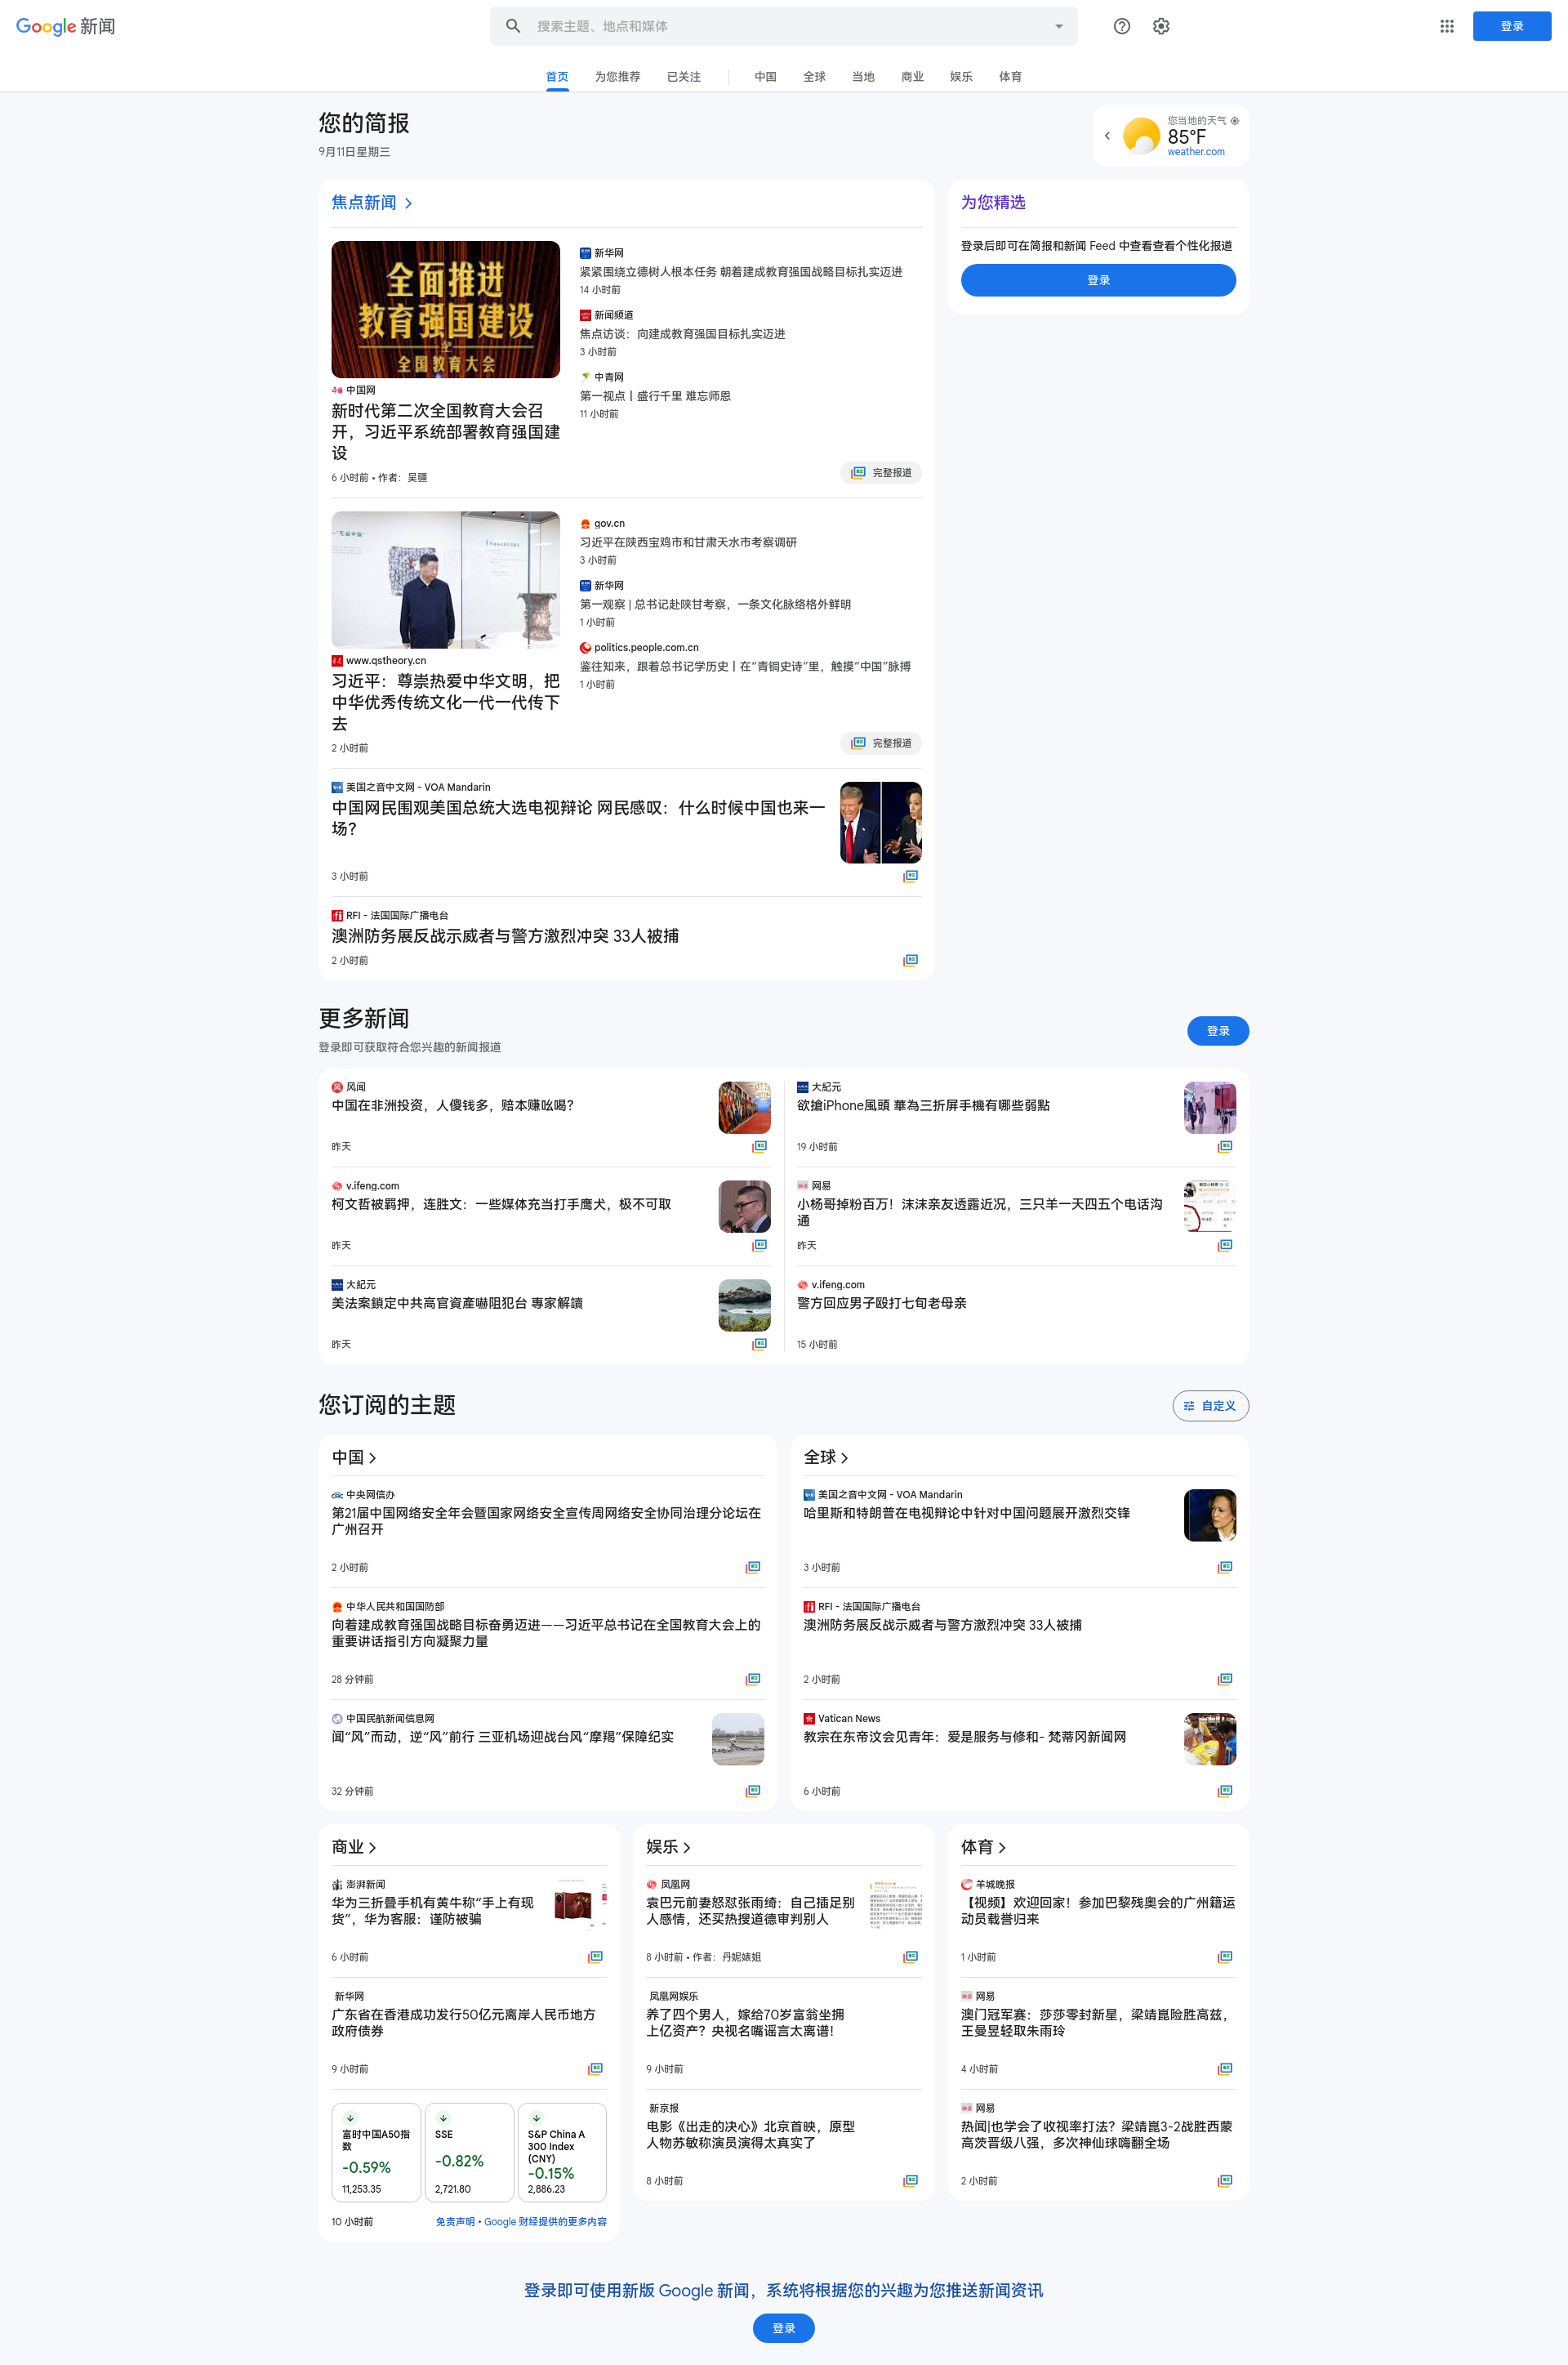 Google 新闻
搜索主题、地点和媒体
登录
首页
为您推荐
已关注
中国
全球
当地
商业
娱乐
体育
您的简报
9月11日星期三
您当地的天气
85°F
weather.com
焦点新闻
全面推进
教育强国建设
全国教育大会
中国网
新时代第二次全国教育大会召
开，习近平系统部署教育强国建
设
6 小时前 • 作者：吴疆
新华网
紧紧围绕立德树人根本任务 朝着建成教育强国战略目标扎实迈进
14 小时前
新闻频道
焦点访谈：向建成教育强国目标扎实迈进
3 小时前
中青网
第一视点丨盛行千里 难忘师恩
11 小时前
完整报道
www.qstheory.cn
习近平：尊崇热爱中华文明，把
中华优秀传统文化一代一代传下
去
2 小时前
gov.cn
习近平在陕西宝鸡市和甘肃天水市考察调研
3 小时前
新华网
第一观察 | 总书记赴陕甘考察，一条文化脉络格外鲜明
1 小时前
politics.people.com.cn
鉴往知来，跟着总书记学历史丨在“青铜史诗”里，触摸“中国”脉搏
1 小时前
完整报道
美国之音中文网 - VOA Mandarin
中国网民围观美国总统大选电视辩论 网民感叹：什么时候中国也来一
场？
3 小时前
RFI - 法国国际广播电台
澳洲防务展反战示威者与警方激烈冲突 33人被捕
2 小时前
为您精选
登录后即可在简报和新闻 Feed 中查看查看个性化报道
登录
更多新闻
登录即可获取符合您兴趣的新闻报道
登录
风闻
中国在非洲投资，人傻钱多，赔本赚吆喝？
昨天
大紀元
欲搶iPhone風頭 華為三折屏手機有哪些弱點
19 小时前
v.ifeng.com
柯文哲被羁押，连胜文：一些媒体充当打手鹰犬，极不可取
昨天
网易
小杨哥掉粉百万！沫沫亲友透露近况，三只羊一天四五个电话沟
通
昨天
大紀元
美法案鎖定中共高官資產嚇阻犯台 專家解讀
昨天
v.ifeng.com
警方回应男子殴打七旬老母亲
15 小时前
您订阅的主题
自定义
中国
中央网信办
第21届中国网络安全年会暨国家网络安全宣传周网络安全协同治理分论坛在
广州召开
2 小时前
中华人民共和国国防部
向着建成教育强国战略目标奋勇迈进——习近平总书记在全国教育大会上的
重要讲话指引方向凝聚力量
28 分钟前
中国民航新闻信息网
闻“风”而动，逆“风”前行 三亚机场迎战台风“摩羯”保障纪实
32 分钟前
全球
美国之音中文网 - VOA Mandarin
哈里斯和特朗普在电视辩论中针对中国问题展开激烈交锋
3 小时前
RFI - 法国国际广播电台
澳洲防务展反战示威者与警方激烈冲突 33人被捕
2 小时前
Vatican News
教宗在东帝汶会见青年：爱是服务与修和- 梵蒂冈新闻网
6 小时前
商业
澎湃新闻
华为三折叠手机有黄牛称“手上有现
货”，华为客服：谨防被骗
6 小时前
新华网
广东省在香港成功发行50亿元离岸人民币地方
政府债券
9 小时前
富时中国A50指
数
-0.59%
11,253.35
SSE
-0.82%
2,721.80
S&P China A
300 Index
(CNY)
-0.15%
2,886.23
10 小时前
免责声明 • Google 财经提供的更多内容
娱乐
凤凰网
袁巴元前妻怒怼张雨绮：自己插足别
人感情，还买热搜道德审判别人
8 小时前 • 作者：丹妮婊姐
凤凰网娱乐
养了四个男人，嫁给70岁富翁坐拥
上亿资产？央视名嘴谣言太离谱！
9 小时前
新京报
电影《出走的决心》北京首映，原型
人物苏敏称演员演得太真实了
8 小时前
体育
羊城晚报
【视频】欢迎回家！参加巴黎残奥会的广州籍运
动员载誉归来
1 小时前
网易
澳门冠军赛：莎莎零封新星，梁靖崑险胜高兹，
王曼昱轻取朱雨玲
4 小时前
网易
热闻|也学会了收视率打法？梁靖崑3-2战胜西蒙
高茨晋级八强，多次神仙球嗨翻全场
2 小时前
登录即可使用新版 Google 新闻，系统将根据您的兴趣为您推送新闻资讯
登录